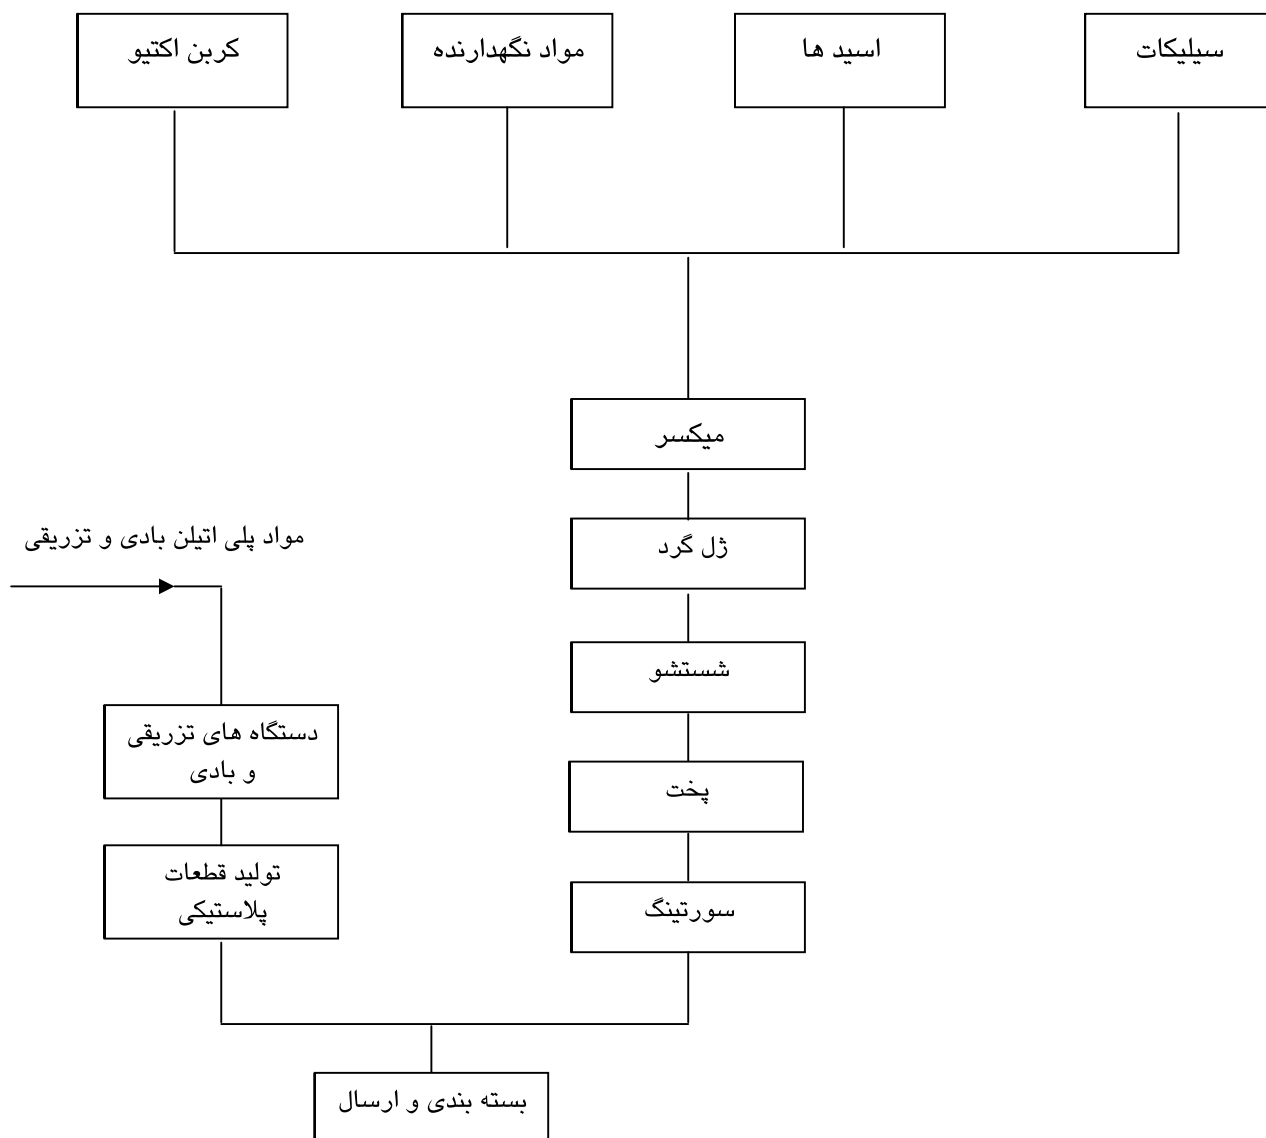 سیلیکات
اسید ها
مواد نگهدارنده
کربن اکتیو
میکسر
ژل گرد
مواد پلی اتیلن بادی و تزریقی
شستشو
دستگاه های تزریقی
و بادی
پخت
تولید قطعات
پلاستیکی
سورتینگ
بسته بندی و ارسال